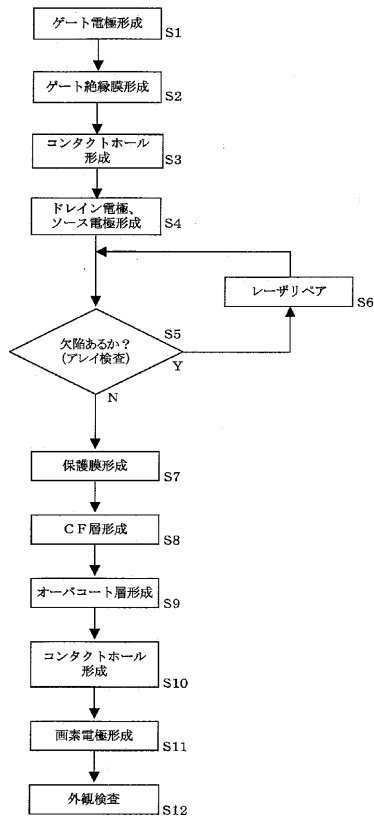 ゲート電極形成
S1
ゲート絶縁膜形成
S2
コンタクトホール
形成
S3
ドレイン電極、
ソース電極形成
S4
レーザリペア
S6
欠陥あるか？
(アレイ検査)
S5
Y
N
保護膜形成
S7
ＣＦ層形成
S8
オーバコート層形成
S9
コンタクトホール
形成
S10
画素電極形成
S11
外観検査
S12